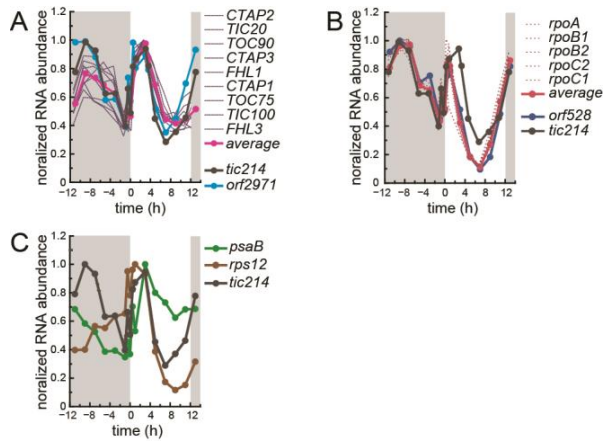 A
noralized RNA abundance
1.2
1.0
0.8
0.6
0.4
0.2
0
−12 −8 −4 0 4 8 12
time (h)
CTAP2
TIC20
TOC90
CTAP3
FHL1
CTAP1
TOC75
TIC100
FHL3
average
tic214
orf2971
B
noralized RNA abundance
1.2
1.0
0.8
0.6
0.4
0.2
0
−12 −8 −4 0 4 8 12
time (h)
rpoA
rpoB1
rpoB2
rpoC2
rpoC1
average
orf528
tic214
C
noralized RNA abundance
1.2
1.0
0.8
0.6
0.4
0.2
0
−12 −8 −4 0 4 8 12
time (h)
psaB
rps12
tic214